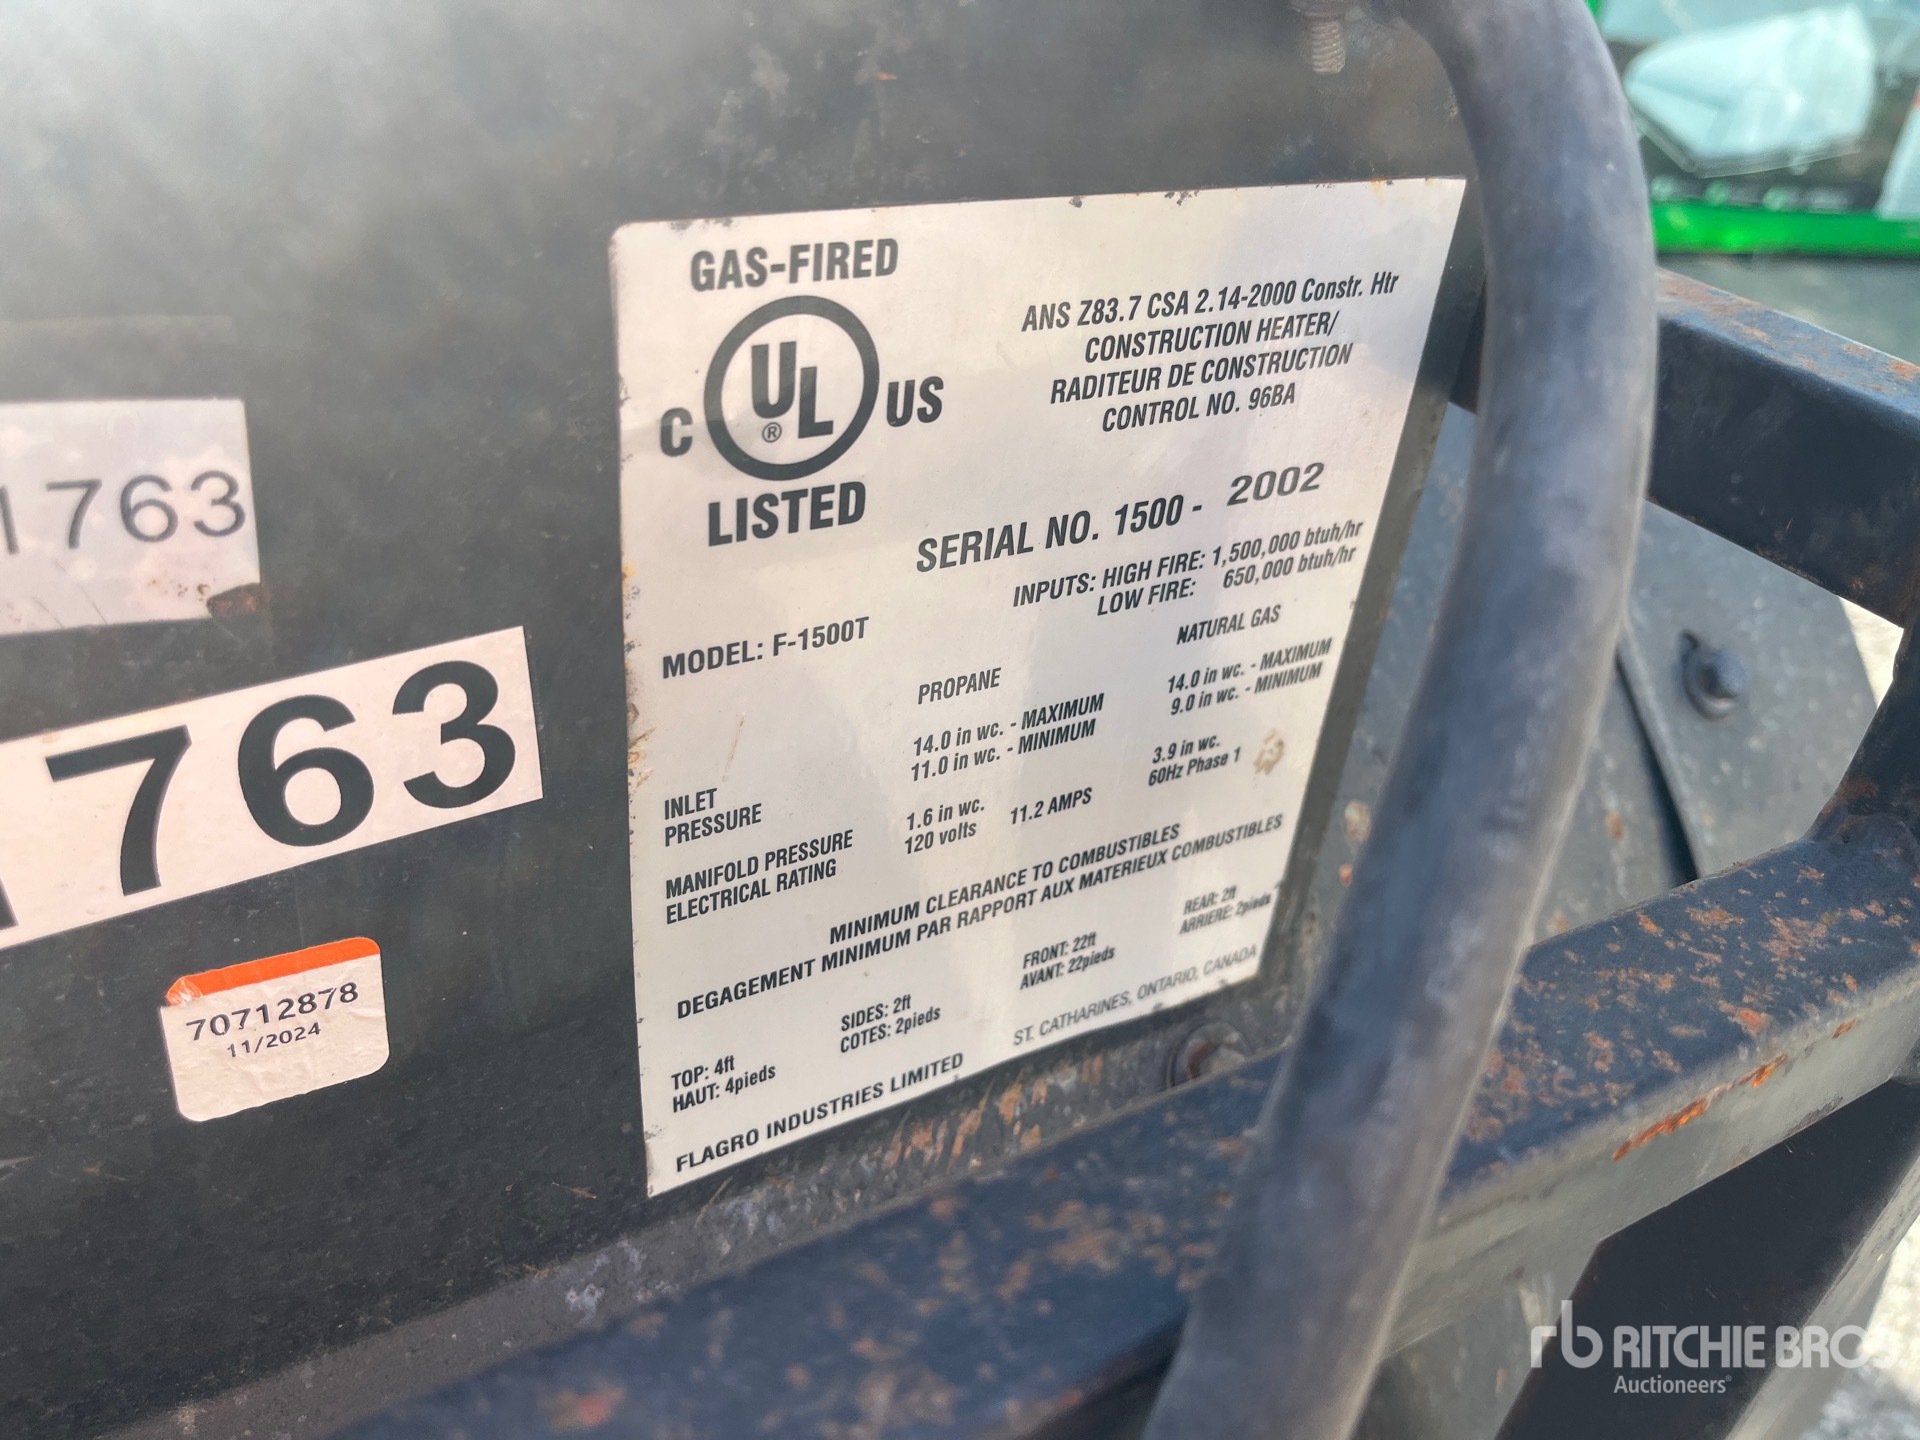 GAS-FIRED
C UL US
®
LISTED
ANS Z83.7 CSA 2.14-2000 Constr. Htr
CONSTRUCTION HEATER/
RADITEUR DE CONSTRUCTION
CONTROL NO. 96BA
SERIAL NO. 1500 - 2002
INPUTS: HIGH FIRE: 1,500,000 btuh/hr
LOW FIRE: 650,000 btuh/hr
MODEL: F-1500T
PROPANE NATURAL GAS
INLET
PRESSURE
14.0 in wc. - MAXIMUM 14.0 in wc. - MAXIMUM
11.0 in wc. - MINIMUM 9.0 in wc. - MINIMUM
MANIFOLD PRESSURE 1.6 in wc. 3.9 in wc.
ELECTRICAL RATING 120 volts 11.2 AMPS 60Hz Phase 1
MINIMUM CLEARANCE TO COMBUSTIBLES
DEGAGEMENT MINIMUM PAR RAPPORT AUX MATERIEUX COMBUSTIBLES
TOP: 4ft SIDES: 2ft FRONT: 22ft REAR: 2ft
HAUT: 4pieds COTES: 2pieds AVANT: 22pieds ARRIERE: 2pieds
FLAGRO INDUSTRIES LIMITED ST. CATHARINES, ONTARIO, CANADA
1763
763
70712878
11/2024
rb RITCHIE BROS
Auctioneers®